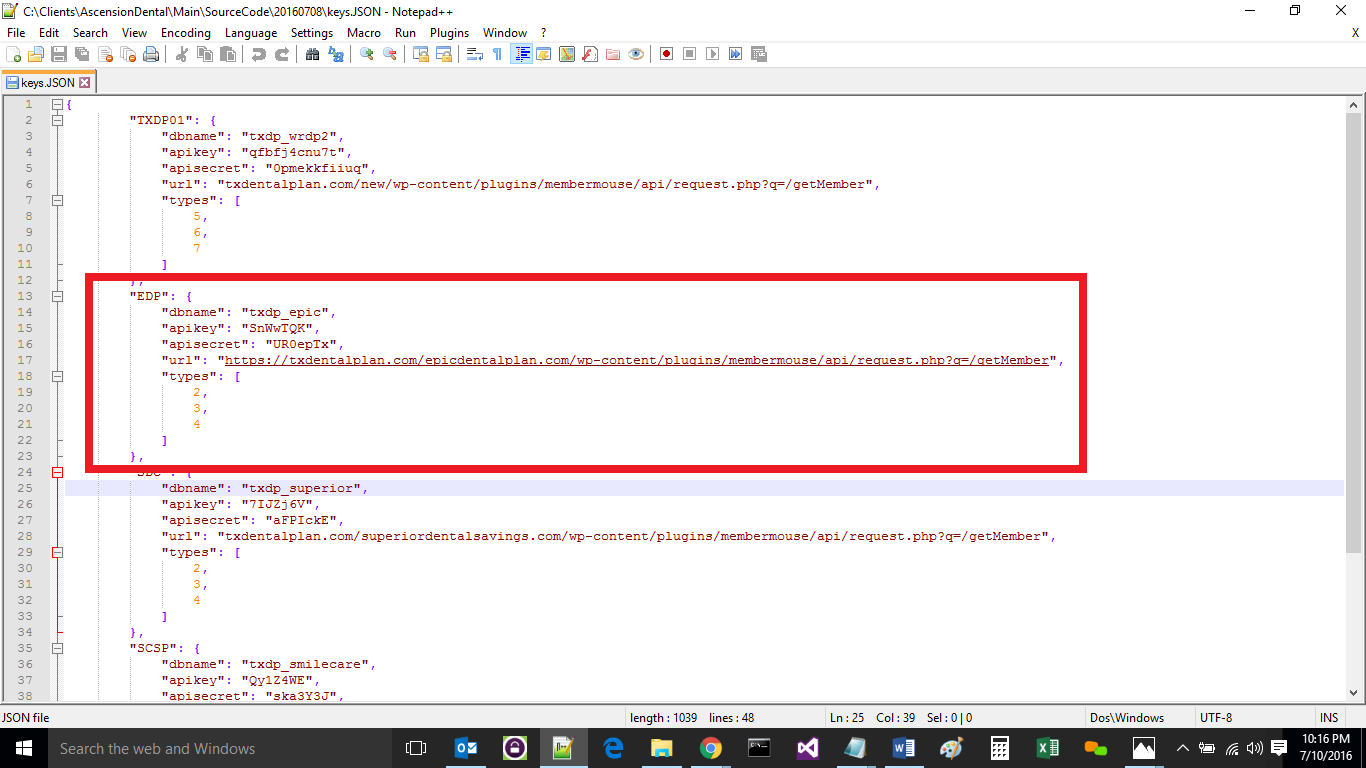 C:\Clients\AscensionDental\Main\SourceCode\20160708\keys.JSON - Notepad++
File Edit Search View Encoding Language Settings Macro Run Plugins Window ? X
keys.JSON
1 {
2 "TXDP01": {
3 "dbname": "txdp_wrdp2",
4 "apikey": "qfbfj4cnu7t",
5 "apisecret": "0pmekkfiiuq",
6 "url": "txdentalplan.com/new/wp-content/plugins/membermouse/api/request.php?q=/getMember",
7 "types": [
8 5,
9 6,
10 7
11 ]
12 },
13 "EDP": {
14 "dbname": "txdp_epic",
15 "apikey": "SnWwTQK",
16 "apisecret": "UR0epTx",
17 "url": "https://txdentalplan.com/epicdentalplan.com/wp-content/plugins/membermouse/api/request.php?q=/getMember",
18 "types": [
19 2,
20 3,
21 4
22 ]
23 },
24 {
25 "dbname": "txdp_superior",
26 "apikey": "7IJZj6V",
27 "apisecret": "aFPIckE",
28 "url": "txdentalplan.com/superiordentalsavings.com/wp-content/plugins/membermouse/api/request.php?q=/getMember",
29 "types": [
30 2,
31 3,
32 4
33 ]
34 },
35 "SCSP": {
36 "dbname": "txdp_smilecare",
37 "apikey": "Qy1Z4WE",
38 "apisecret": "ska3Y3J",
JSON file length : 1039 lines : 48 Ln : 25 Col : 39 Sel : 0 | 0 Dos\Windows UTF-8 INS
Search the web and Windows
10:16 PM
7/10/2016